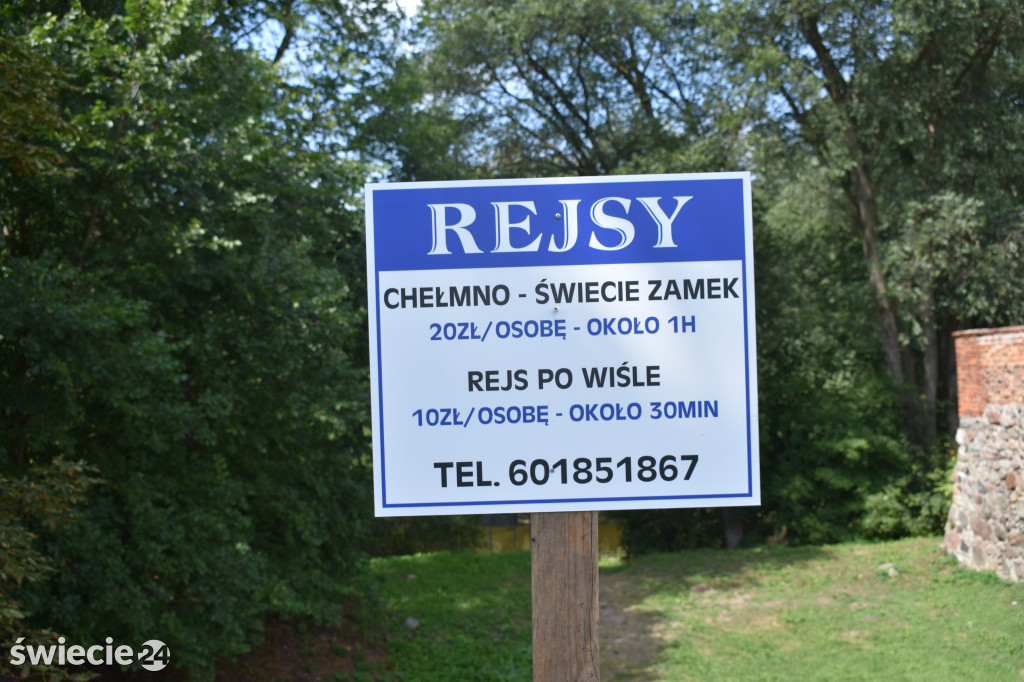 REJSY
CHEŁMNO - ŚWIECIE ZAMEK
20ZŁ/OSOBĘ - OKOŁO 1H
REJS PO WIŚLE
10ZŁ/OSOBĘ - OKOŁO 30MIN
TEL. 601851867
świecie24